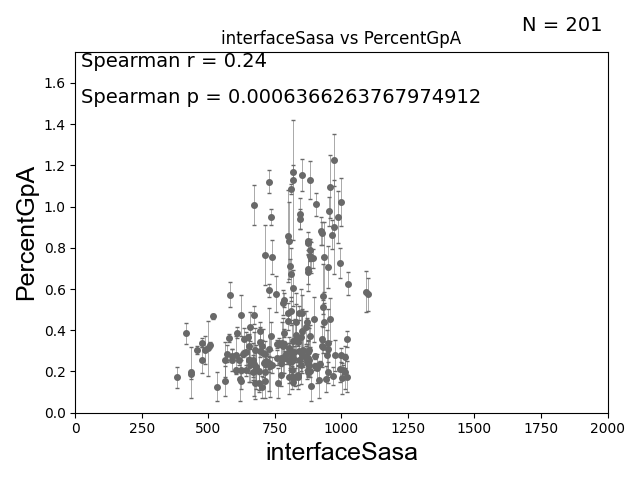 N = 201
interfaceSasa vs PercentGpA
Spearman r = 0.24
Spearman p = 0.0006366263767974912
PercentGpA
1.6
1.4
1.2
1.0
0.8
0.6
0.4
0.2
0.0
0 250 500 750 1000 1250 1500 1750 2000
interfaceSasa